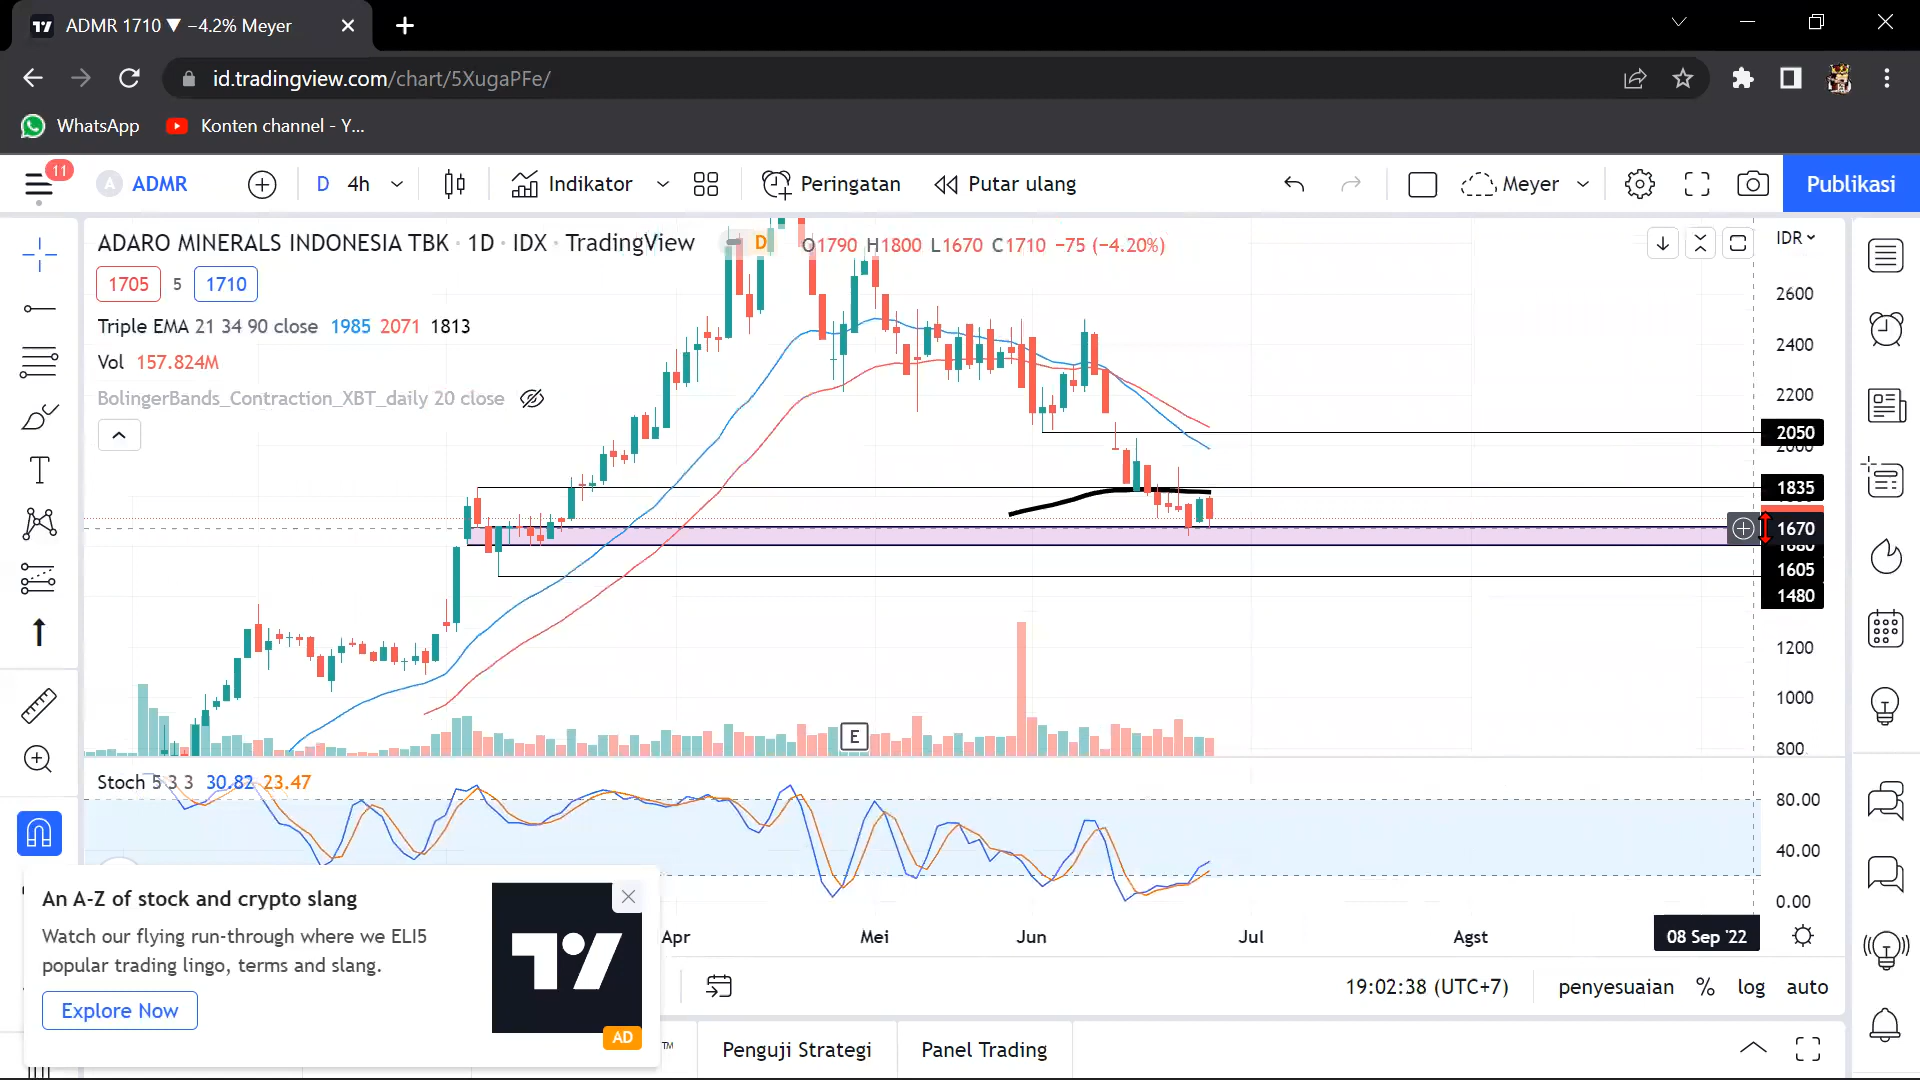 ADMR 1710 ▼ −4.2% Meyer
id.tradingview.com/chart/5XugaPFe/
WhatsApp
Konten channel - Y...
11
A ADMR
D 4h
Indikator
Peringatan
Putar ulang
Meyer
Publikasi
ADARO MINERALS INDONESIA TBK · 1D · IDX · TradingView
D
O1790 H1800 L1670 C1710 −75 (−4.20%)
IDR
1705 5 1710
Triple EMA 21 34 90 close 1985 2071 1813
Vol 157.824M
BolingerBands_Contraction_XBT_daily 20 close
2600
2400
2200
2050
2000
1835
1670
1680
1605
1480
1200
1000
800
E
Stoch 5 3 3 30.82 23.47
80.00
40.00
0.00
An A-Z of stock and crypto slang
Watch our flying run-through where we ELI5
popular trading lingo, terms and slang.
Explore Now
AD
Apr Mei Jun Jul Agst 08 Sep '22
19:02:38 (UTC+7) penyesuaian % log auto
™ Penguji Strategi Panel Trading